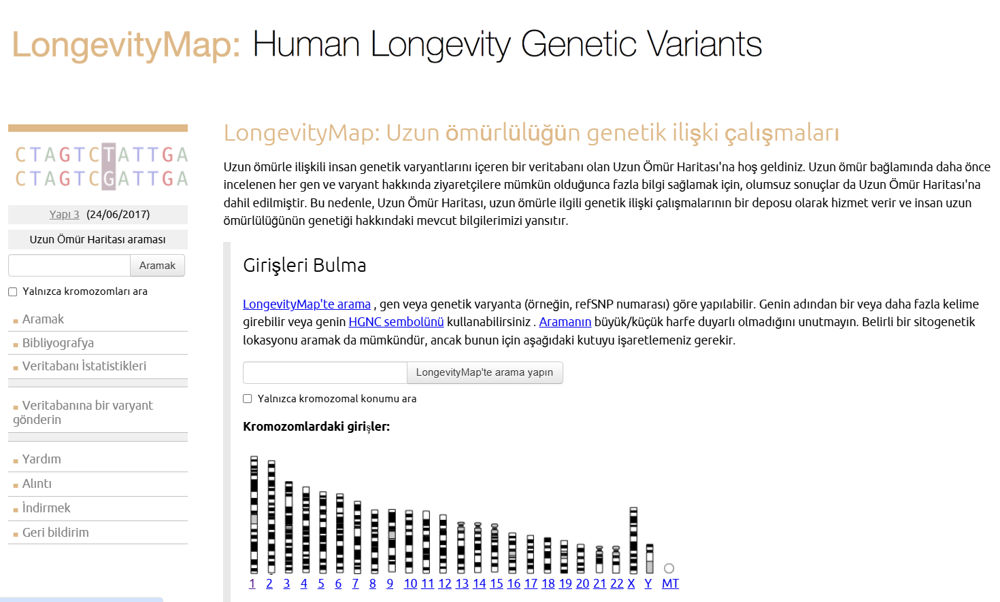 LongevityMap: Human Longevity Genetic Variants
CTAGTCTATTGA
CTAGTCGATTGA
Yapı 3 (24/06/2017)
Uzun Ömür Haritası araması
Aramak
Yalnızca kromozomları ara
Aramak
Bibliyografya
Veritabanı İstatistikleri
Veritabanına bir varyant
gönderin
Yardım
Alıntı
İndirmek
Geri bildirim
LongevityMap: Uzun ömürlülüğün genetik ilişki çalışmaları
Uzun ömürle ilişkili insan genetik varyantlarını içeren bir veritabanı olan Uzun Ömür Haritası'na hoş geldiniz. Uzun ömür bağlamında daha önce
incelenen her gen ve varyant hakkında ziyaretçilere mümkün olduğunca fazla bilgi sağlamak için, olumsuz sonuçlar da Uzun Ömür Haritası'na
dahil edilmiştir. Bu nedenle, Uzun Ömür Haritası, uzun ömürle ilgili genetik ilişki çalışmalarının bir deposu olarak hizmet verir ve insan uzun
ömürlülüğünün genetiği hakkındaki mevcut bilgilerimizi yansıtır.
Girişleri Bulma
LongevityMap'te arama , gen veya genetik varyanta (örneğin, refSNP numarası) göre yapılabilir. Genin adından bir veya daha fazla kelime
girebilir veya genin HGNC sembolünü kullanabilirsiniz . Aramanın büyük/küçük harfe duyarlı olmadığını unutmayın. Belirli bir sitogenetik
lokasyonu aramak da mümkündür, ancak bunun için aşağıdaki kutuyu işaretlemeniz gerekir.
LongevityMap'te arama yapın
Yalnızca kromozomal konumu ara
Kromozomlardaki girişler:
1 2 3 4 5 6 7 8 9 10 11 12 13 14 15 16 17 18 19 20 21 22 X Y MT